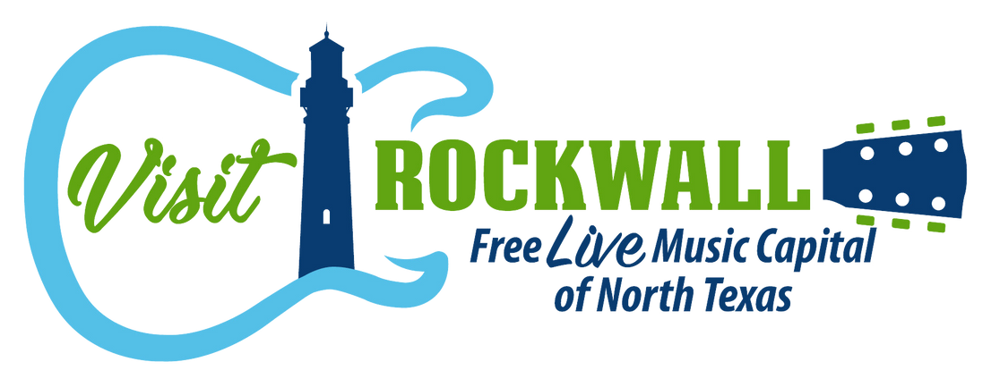 Visit ROCKWALL
Free Live Music Capital
of North Texas